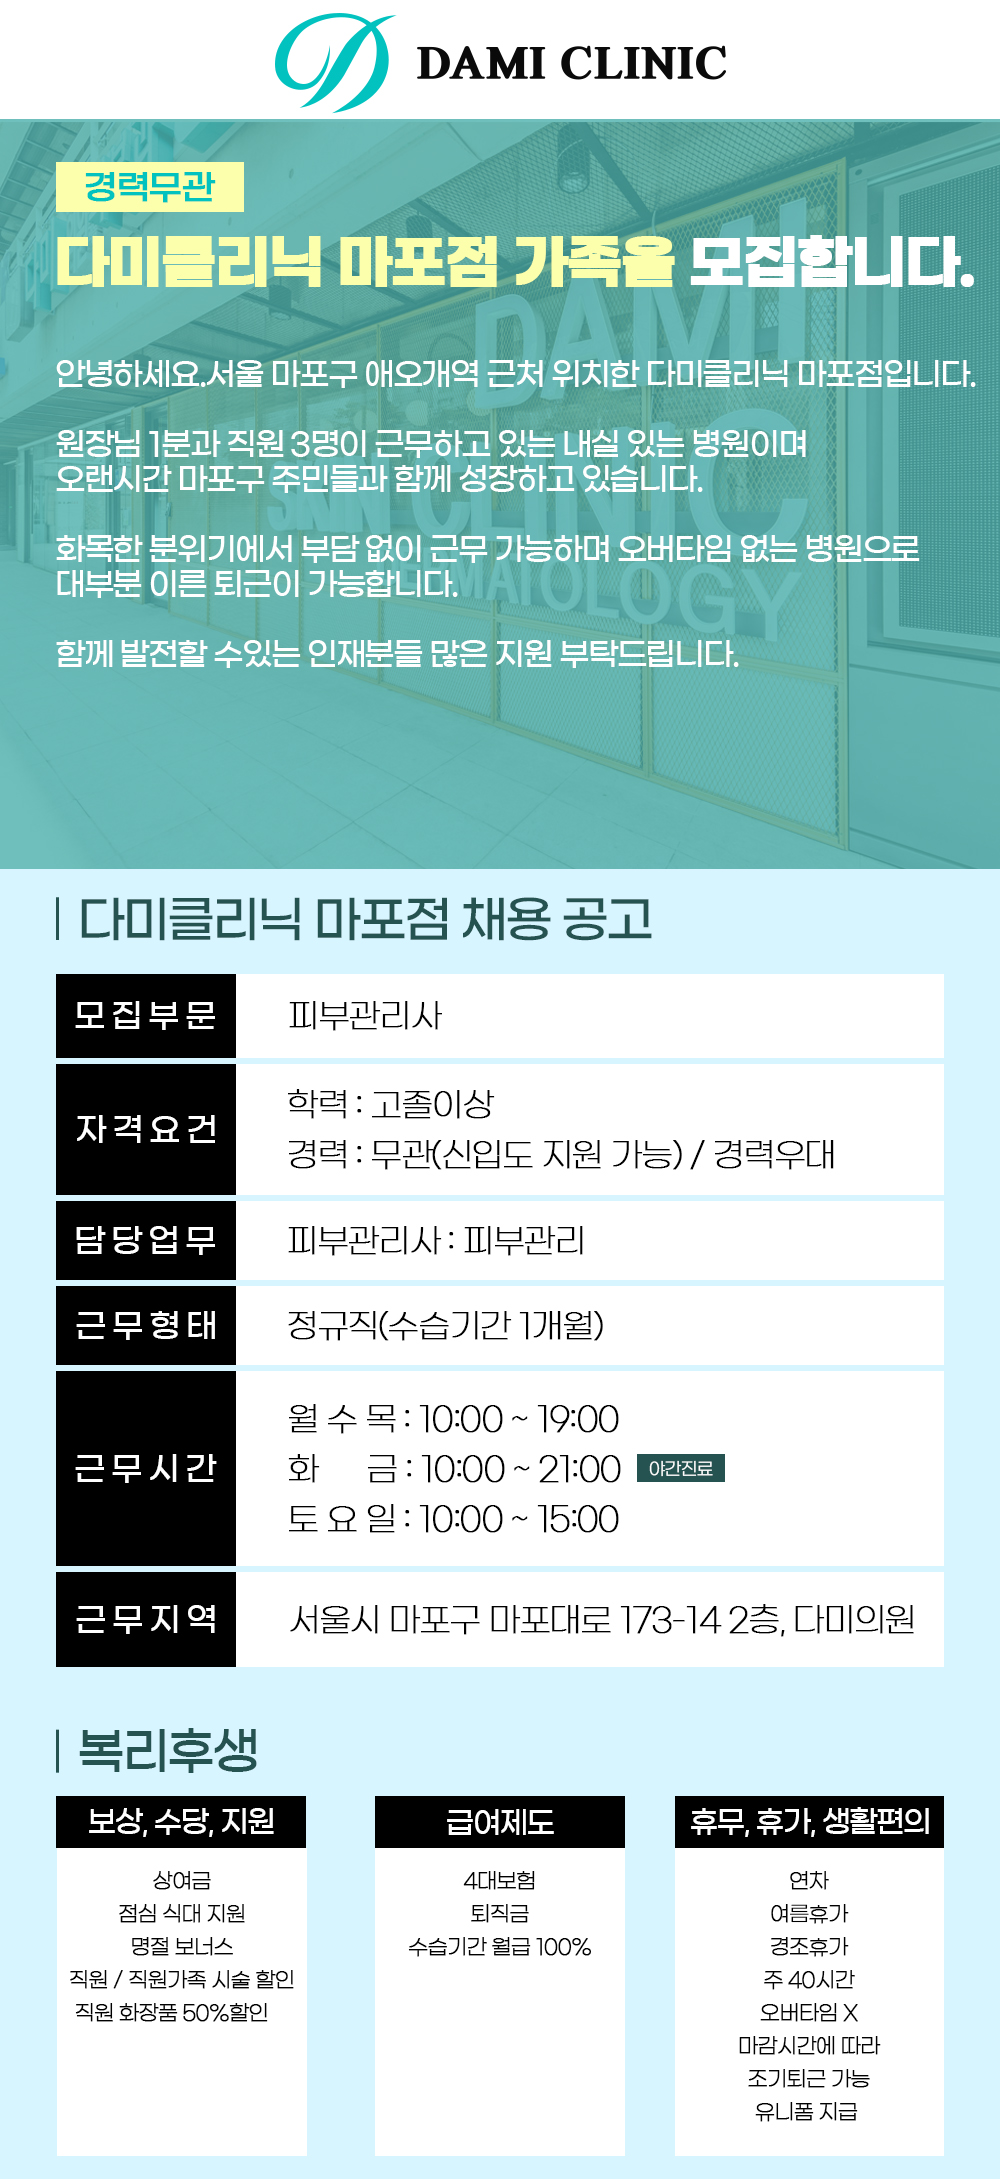 DAMI CLINIC
경력무관
다미클리닉 마포점 가족을 모집합니다.
DAMI
SKIN CLINIC
안녕하세요.서울 마포구 애오개역 근처 위치한 다미클리닉 마포점입니다.
원장님 1분과 직원 3명이 근무하고 있는 내실 있는 병원이며
오랜시간 마포구 주민들과 함께 성장하고 있습니다.
화목한 분위기에서 부담 없이 근무 가능하며 오버타임 없는 병원으로
대부분 이른 퇴근이 가능합니다.
함께 발전할 수있는 인재분들 많은 지원 부탁드립니다.
다미클리닉 마포점 채용 공고
모집부문
피부관리사
자격요건
학력 : 고졸이상
경력 : 무관(신입도 지원 가능) / 경력우대
담당업무
피부관리사 : 피부관리
근무형태
정규직(수습기간 1개월)
근무시간
월 수 목 : 10:00 ~ 19:00
화 금 : 10:00 ~ 21:00 야간진료
토 요 일 : 10:00 ~ 15:00
근무지역
서울시 마포구 마포대로 173-14 2층, 다미의원
복리후생
보상, 수당, 지원
상여금
점심 식대 지원
명절 보너스
직원 / 직원가족 시술 할인
직원 화장품 50%할인
급여제도
4대보험
퇴직금
수습기간 월급 100%
휴무, 휴가, 생활편의
연차
여름휴가
경조휴가
주 40시간
오버타임 X
마감시간에 따라
조기퇴근 가능
유니폼 지급